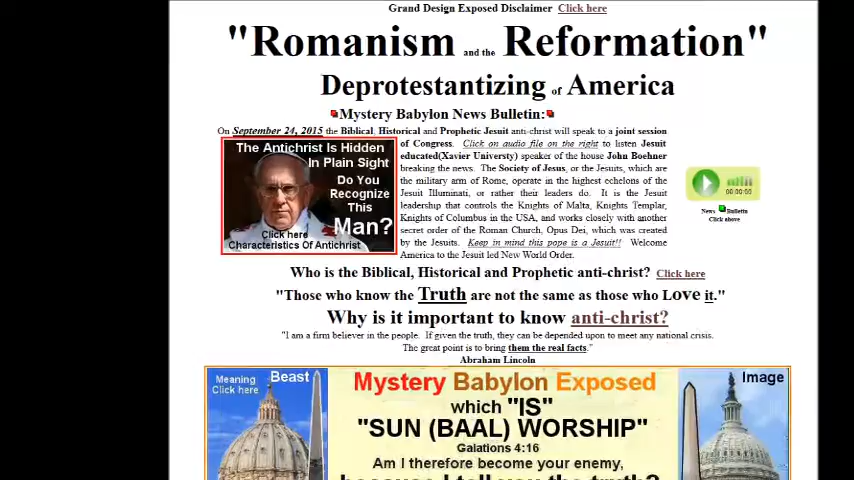 Grand Design Exposed Disclaimer Click here
"Romanism and the Reformation"
Deprotestantizing of America
Mystery Babylon News Bulletin:
On September 24, 2015 the Biblical, Historical and Prophetic Jesuit anti-christ will speak to a joint session
of Congress. Click on audio file on the right to listen Jesuit
educated(Xavier Universty) speaker of the house John Boehner
breaking the news. The Society of Jesus, or the Jesuits, which are
the military arm of Rome, operate in the highest echelons of the
Jesuit Illuminati, or rather their leaders do. It is the Jesuit
leadership that controls the Knights of Malta, Knights Templar,
Knights of Columbus in the USA, and works closely with another
secret order of the Roman Church, Opus Dei, which was created
by the Jesuits. Keep in mind this pope is a Jesuit!! Welcome
America to the Jesuit led New World Order.
The Antichrist Is Hidden
In Plain Sight
Do You
Recognize
This
Man?
Click here
Characteristics Of Antichrist
00:00:00
News Bulletin
Click above
Who is the Biblical, Historical and Prophetic anti-christ? Click here
"Those who know the Truth are not the same as those who Love it."
Why is it important to know anti-christ?
"I am a firm believer in the people. If given the truth, they can be depended upon to meet any national crisis.
The great point is to bring them the real facts."
Abraham Lincoln
Meaning
Click here
Beast
Mystery Babylon Exposed
which "IS"
"SUN (BAAL) WORSHIP"
Galations 4:16
Am I therefore become your enemy,
because I tell you the truth?
Image